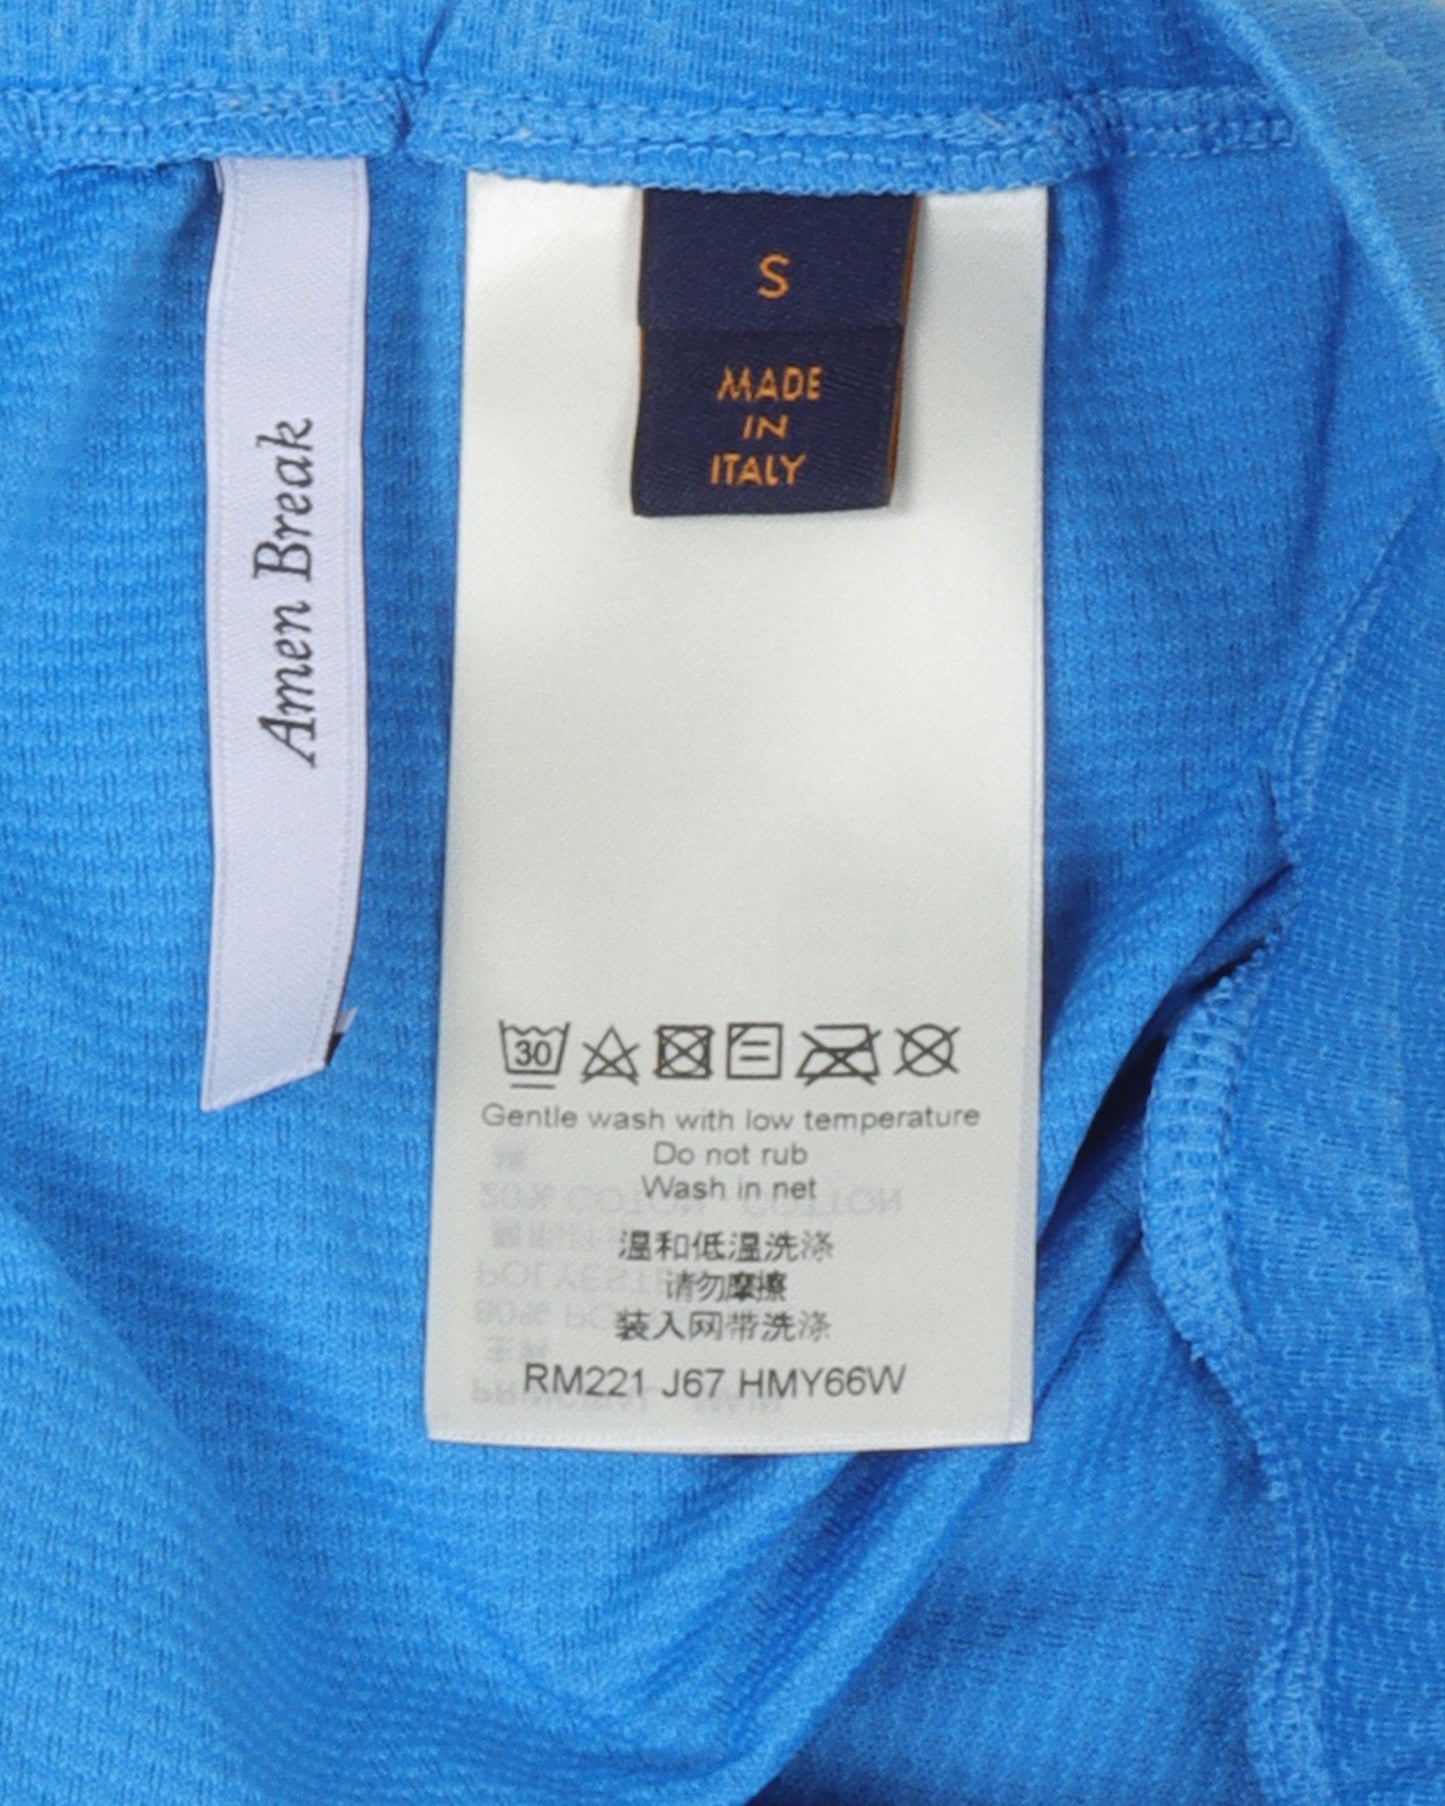 Amen Break
S
MADE
IN
ITALY
30
Gentle wash with low temperature
Do not rub
Wash in net
温和低温洗涤
请勿摩擦
装入网带洗涤
RM221 J67 HMY66W